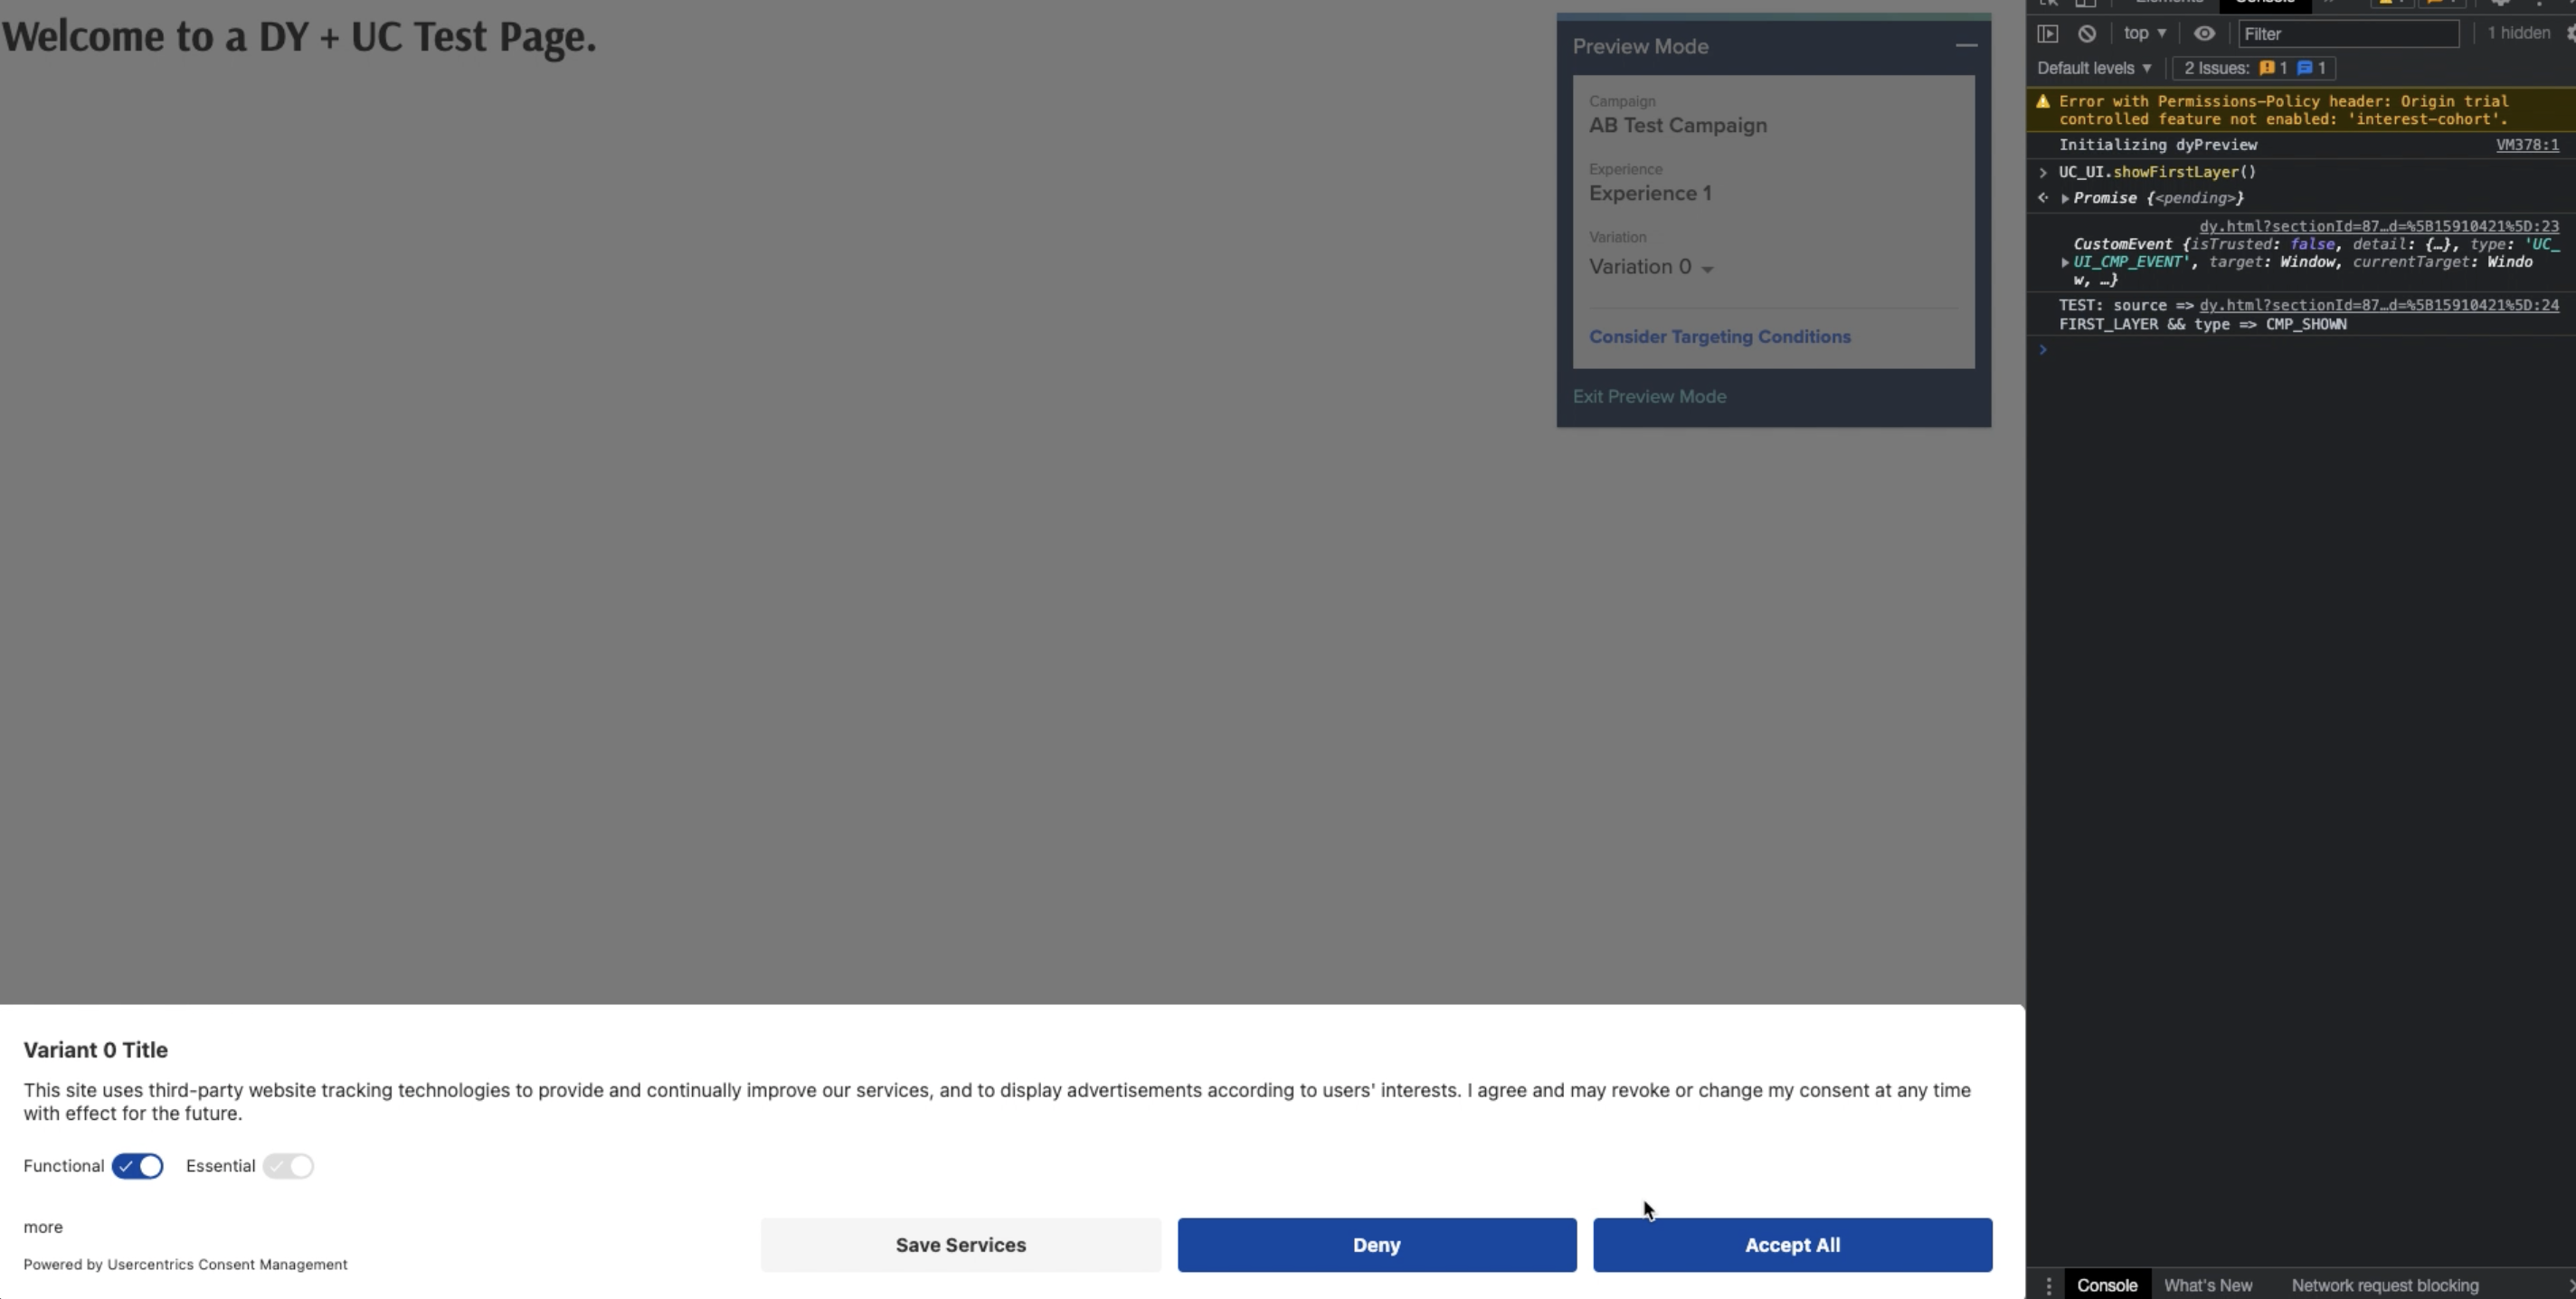 Welcome to a DY + UC Test Page.
Preview Mode
Campaign
AB Test Campaign
Experience
Experience 1
Variation
Variation 0
Consider Targeting Conditions
Exit Preview Mode
Variant 0 Title
This site uses third-party website tracking technologies to provide and continually improve our services, and to display advertisements according to users' interests. I agree and may revoke or change my consent at any time
with effect for the future.
Functional Essential
more
Save Services Deny Accept All
Powered by Usercentrics Consent Management
top Filter 1 hidden
Default levels 2 Issues: 1 1
Error with Permissions-Policy header: Origin trial
controlled feature not enabled: 'interest-cohort'.
Initializing dyPreview VM378:1
UC_UI.showFirstLayer()
Promise {<pending>}
dy.html?sectionId=87…d=%5B15910421%5D:23
CustomEvent {isTrusted: false, detail: {…}, type: 'UC_
UI_CMP_EVENT', target: Window, currentTarget: Windo
w, …}
TEST: source => dy.html?sectionId=87…d=%5B15910421%5D:24
FIRST_LAYER && type => CMP_SHOWN
Console What's New Network request blocking